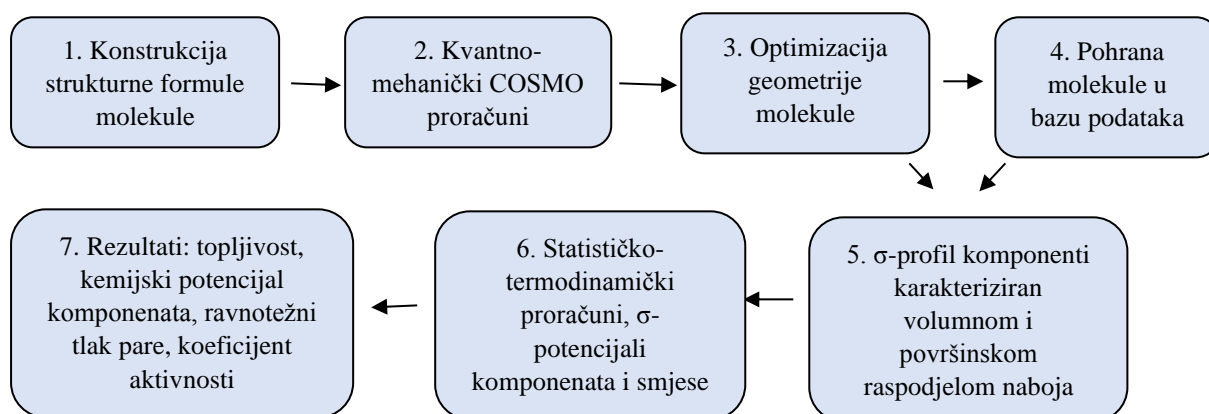 1. Konstrukcija
strukturne formule
molekule
2. Kvantno-
mehanički COSMO
proračuni
3. Optimizacija
geometrije
molekule
4. Pohrana
molekule u
bazu podataka
5. σ-profil komponenti
karakteriziran
volumnom i
površinskom
raspodjelom naboja
6. Statističko-
termodinamički
proračuni, σ-
potencijali
komponenata i smjese
7. Rezultati: topljivost,
kemijski potencijal
komponenata, ravnotežni
tlak pare, koeficijent
aktivnosti